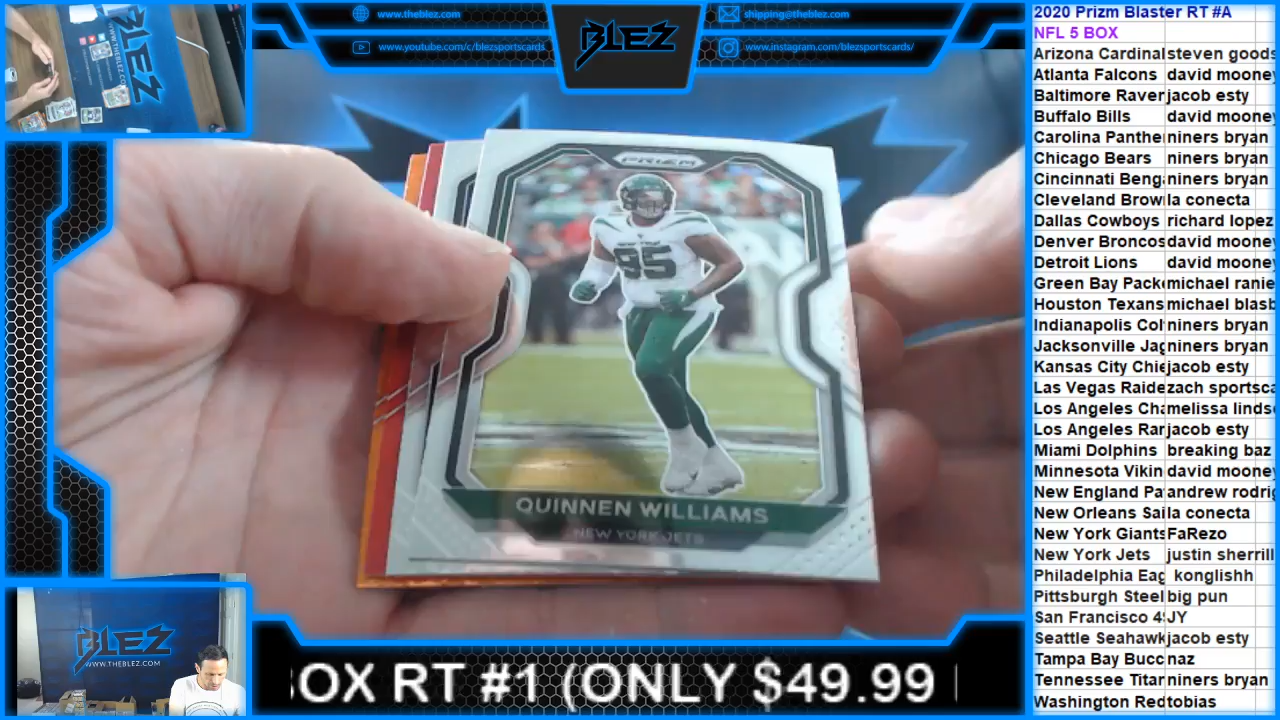 www.theblez.com
www.youtube.com/c/blezsportscards
BLEZ
shipping@theblez.com
www.instagram.com/blezsportscards/
PRIZM
95
QUINNEN WILLIAMS
NEW YORK JETS
BLEZ
WWW.THEBLEZ.COM
OX RT #1 (ONLY $49.99
2020 Prizm Blaster RT #A
NFL 5 BOX
Arizona Cardinal steven goods
Atlanta Falcons david mooney
Baltimore Raver jacob esty
Buffalo Bills david mooney
Carolina Panthe niners bryan
Chicago Bears niners bryan
Cincinnati Beng niners bryan
Cleveland Brow la conecta
Dallas Cowboys richard lopez
Denver Broncos david mooney
Detroit Lions david mooney
Green Bay Pack michael ranie
Houston Texans michael blasb
Indianapolis Col niners bryan
Jacksonville Jag niners bryan
Kansas City Chie jacob esty
Las Vegas Raide zach sportsca
Los Angeles Cha melissa linds
Los Angeles Ran jacob esty
Miami Dolphins breaking baz
Minnesota Vikin david mooney
New England Pa andrew rodrig
New Orleans Sai la conecta
New York Giants FaRezo
New York Jets justin sherrill
Philadelphia Eag konglishh
Pittsburgh Steel big pun
San Francisco 49 JY
Seattle Seahawk jacob esty
Tampa Bay Bucc naz
Tennessee Titan niners bryan
Washington Red tobias